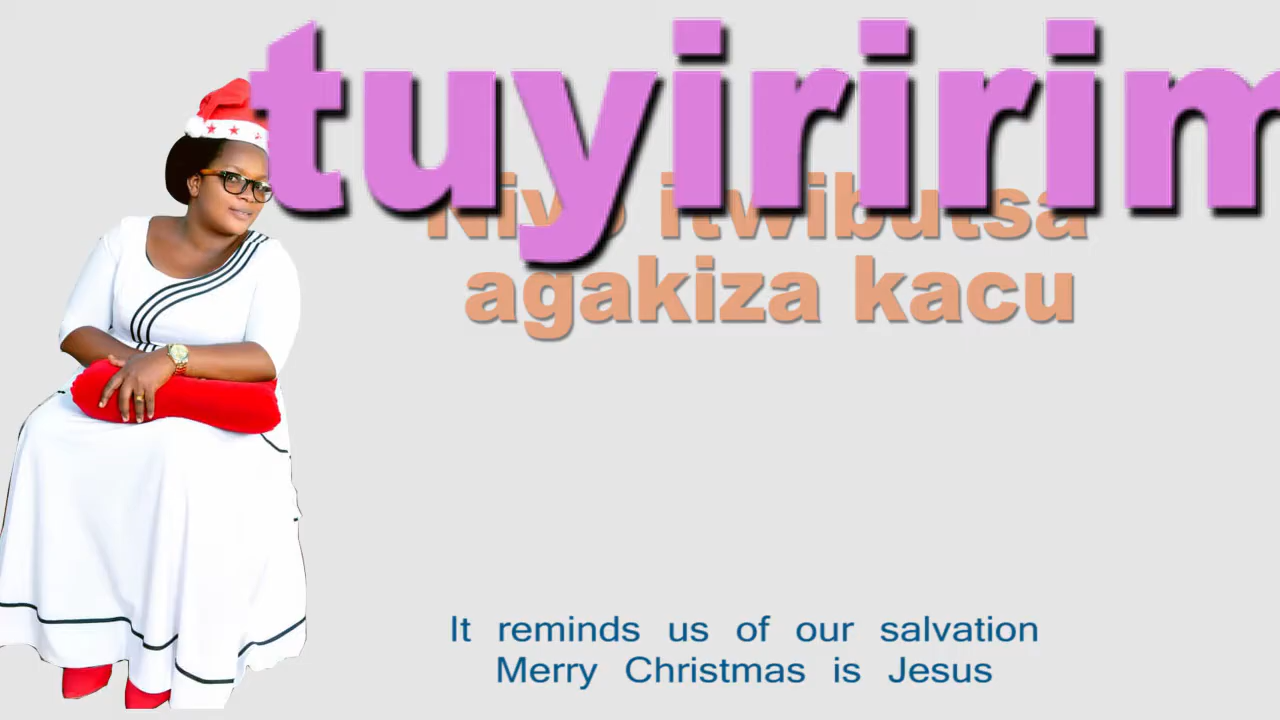 tuyiririm
itwibutsa
agakiza kacu
It reminds us of our salvation
Merry Christmas is Jesus